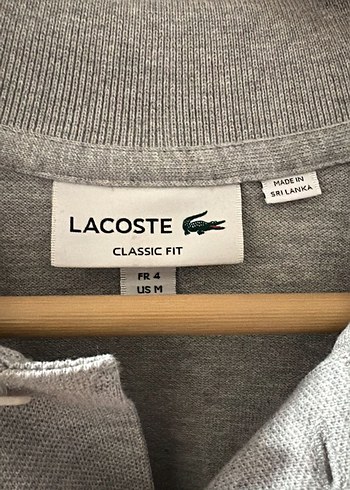 LACOSTE
CLASSIC FIT
MADE IN
SRI LANKA
FR 4
US M